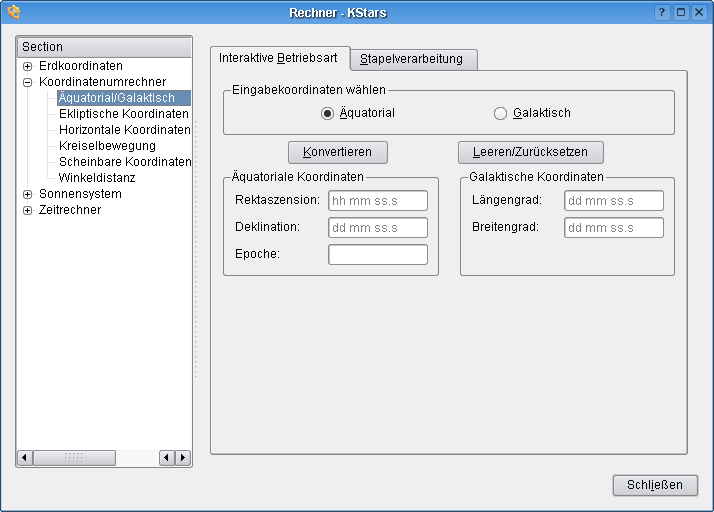 Rechner - KStars
Section
Erdkoordinaten
Koordinatenumrechner
Äquatorial/Galaktisch
Ekliptische Koordinaten
Horizontale Koordinaten
Kreiselbewegung
Scheinbare Koordinaten
Winkeldistanz
Sonnensystem
Zeitrechner
Interaktive Betriebsart
Stapelverarbeitung
Eingabekoordinaten wählen
Äquatorial
Galaktisch
Konvertieren
Leeren/Zurücksetzen
Äquatoriale Koordinaten
Rektaszension: hh mm ss.s
Deklination: dd mm ss.s
Epoche:
Galaktische Koordinaten
Längengrad: dd mm ss.s
Breitengrad: dd mm ss.s
Schließen